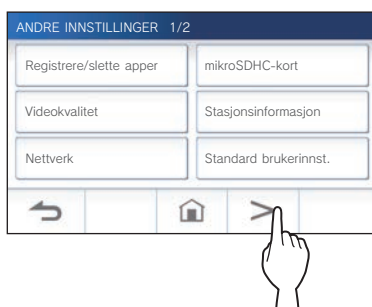 ANDRE INNSTILLINGER 1/2
Registrere/slette apper
mikroSDHC-kort
Videokvalitet
Stasjonsinformasjon
Nettverk
Standard brukerinnst.